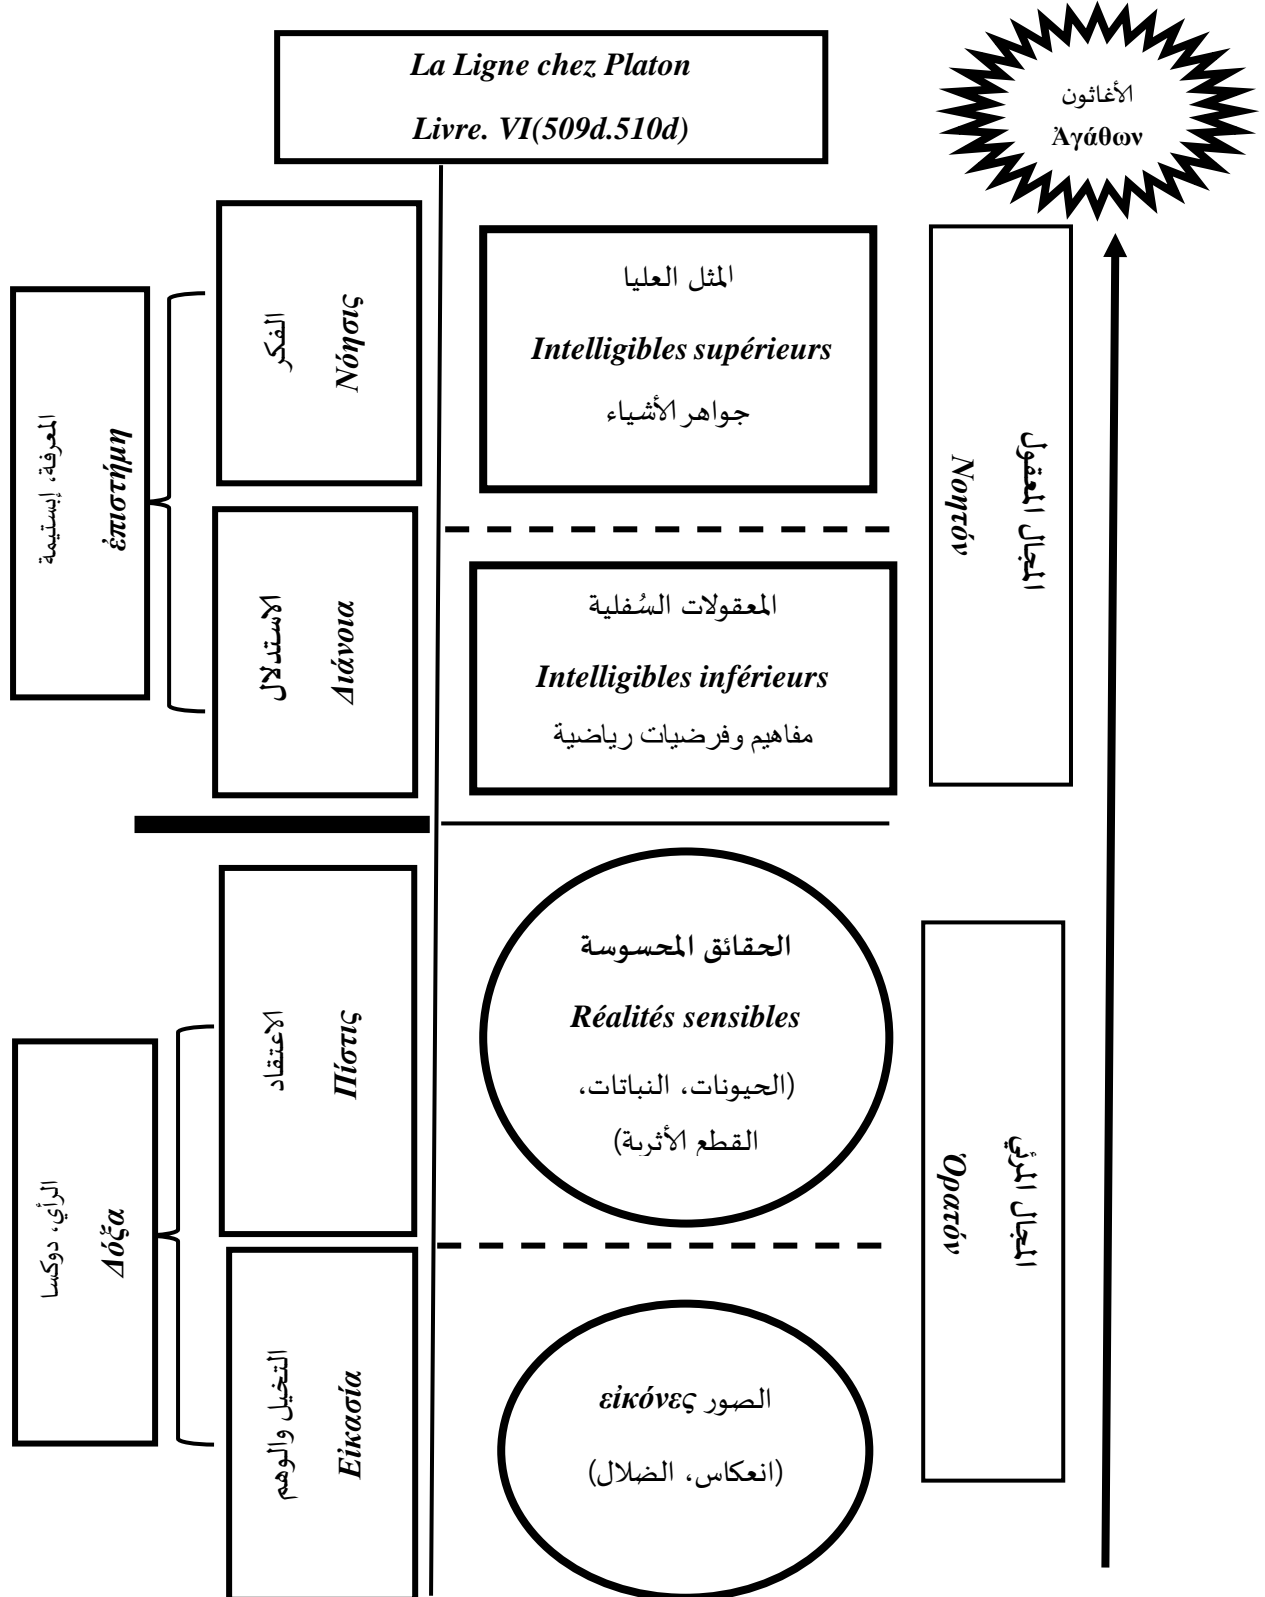 La Ligne chez Platon
Livre. VI(509d.510d)
الأغاثون
Ἀγάθων
المعرفة، إبستيمة
ἐπιστήμη
الفكر
Νόησις
المثل العليا
Intelligibles supérieurs
جواهر الأشياء
المجال المعقول
Νοητόν
الاستدلال
Διάνοια
المعقولات السُفلية
Intelligibles inférieurs
مفاهيم وفرضيات رياضية
الرأي، دوكسا
Δόξα
الاعتقاد
Πίστις
الحقائق المحسوسة
Réalités sensibles
(الحيونات، النباتات،
القطع الأثرية)
المجال المرئي
Ὁρατόν
التخيل والوهم
Εἰκασία
الصور εἰκόνες
(انعكاس، الضلال)